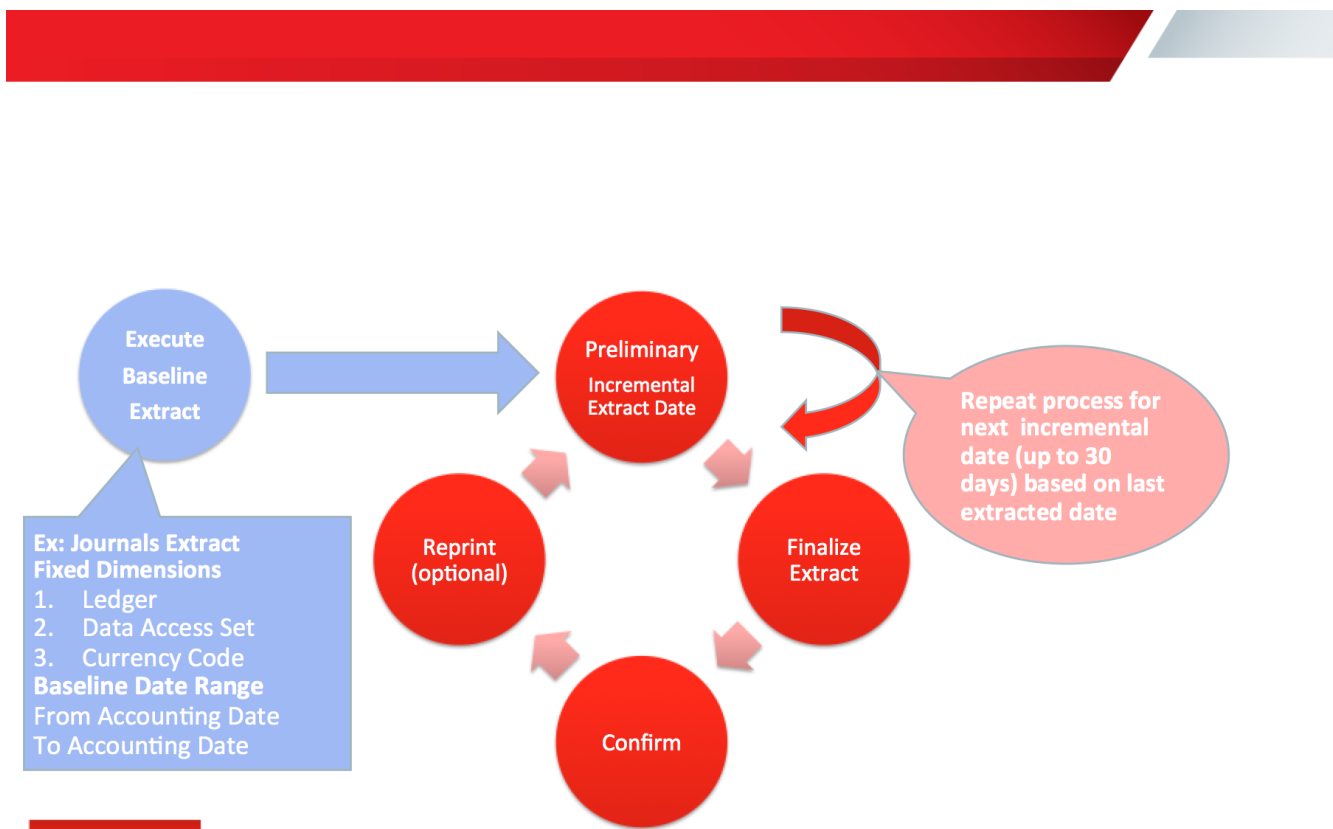 Execute
Baseline
Extract
Ex: Journals Extract
Fixed Dimensions
1. Ledger
2. Data Access Set
3. Currency Code
Baseline Date Range
From Accounting Date
To Accounting Date
Preliminary
Incremental
Extract Date
Repeat process for
next incremental
date (up to 30
days) based on last
extracted date
Finalize
Extract
Confirm
Reprint
(optional)